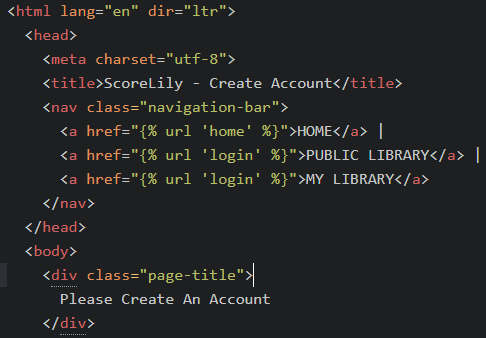 <html lang="en" dir="ltr">
<head>
<meta charset="utf-8">
<title>ScoreLily - Create Account</title>
<nav class="navigation-bar">
<a href="{% url 'home' %}">HOME</a> |
<a href="{% url 'login' %}">PUBLIC LIBRARY</a> |
<a href="{% url 'login' %}">MY LIBRARY</a>
</nav>
</head>
<body>
<div class="page-title">
Please Create An Account
</div>